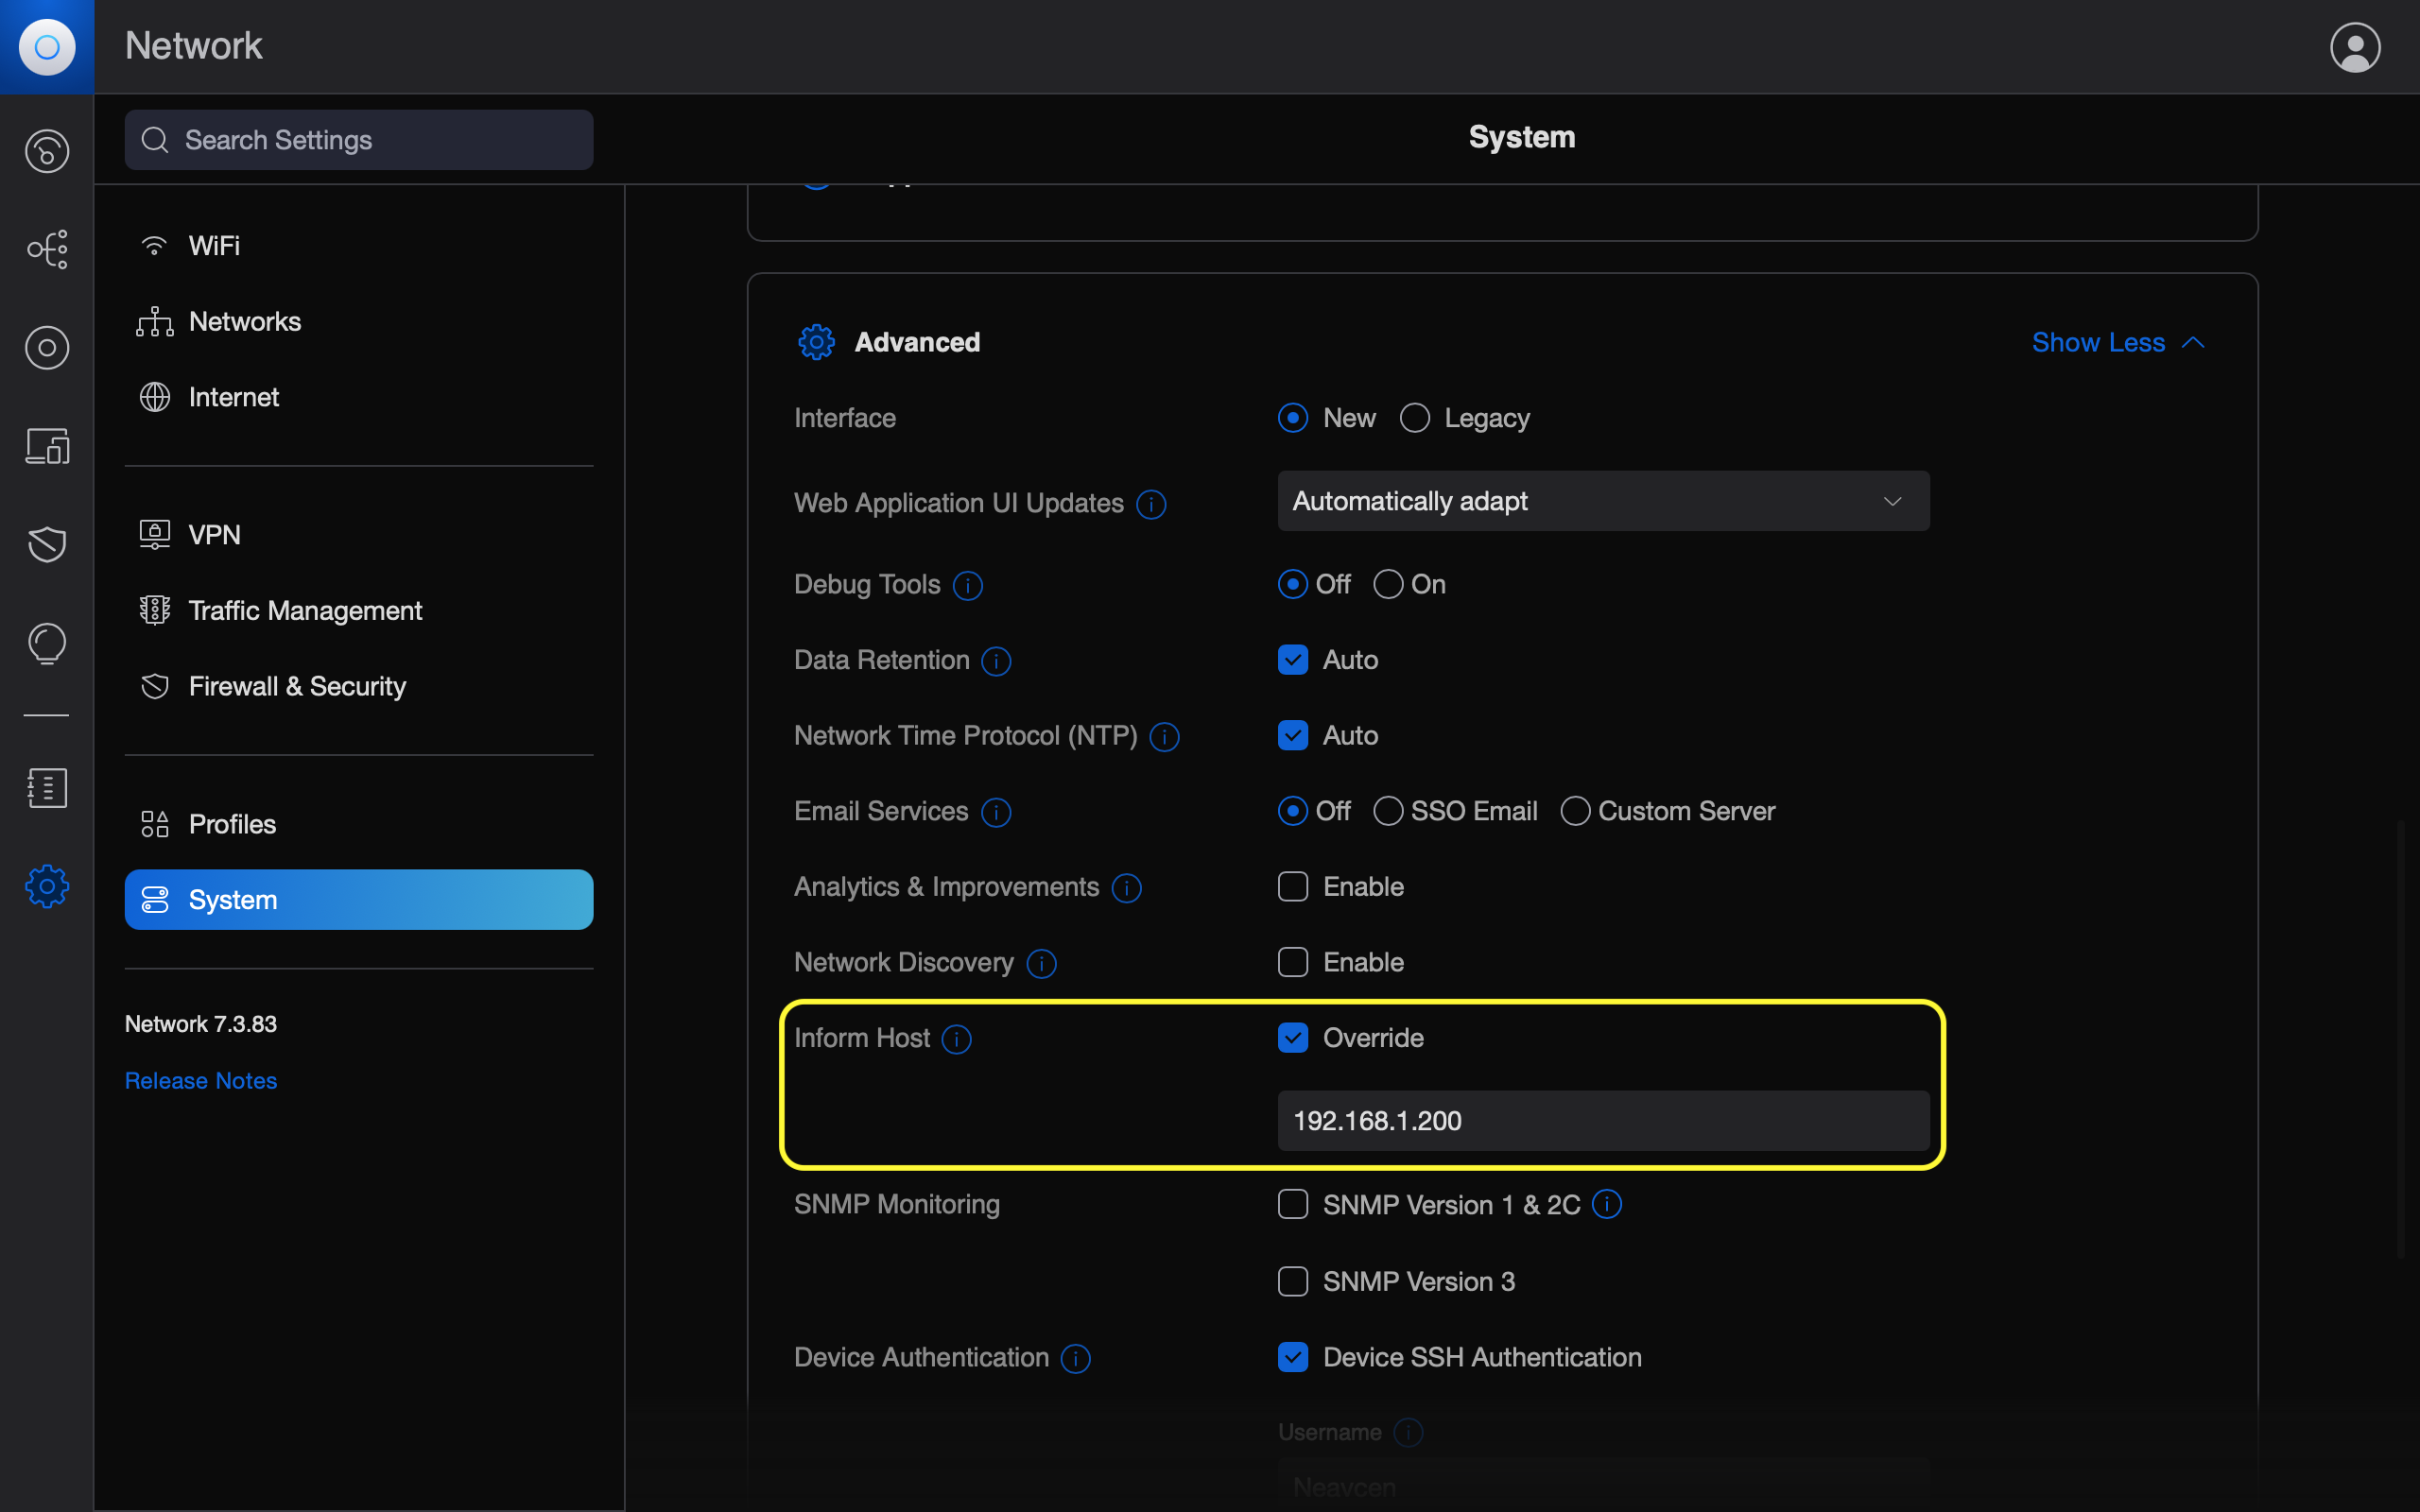 Network
Search Settings
System
WiFi
Networks
Internet
VPN
Traffic Management
Firewall & Security
Profiles
System
Network 7.3.83
Release Notes
Advanced
Show Less
Interface
New
Legacy
Web Application UI Updates
Automatically adapt
Debug Tools
Off
On
Data Retention
Auto
Network Time Protocol (NTP)
Auto
Email Services
Off
SSO Email
Custom Server
Analytics & Improvements
Enable
Network Discovery
Enable
Inform Host
Override
192.168.1.200
SNMP Monitoring
SNMP Version 1 & 2C
SNMP Version 3
Device Authentication
Device SSH Authentication
Username
Neavcen